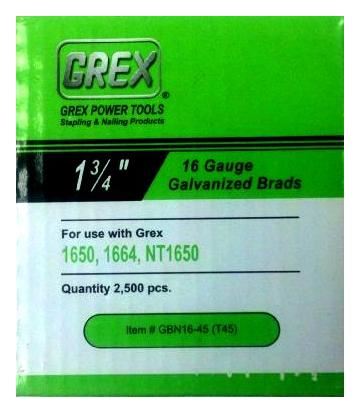 GREX®
GREX POWER TOOLS
Stapling & Nailing Products
1 3/4"
16 Gauge
Galvanized Brads
For use with Grex
1650, 1664, NT1650
Quantity 2,500 pcs.
Item # GBN16-45 (T45)